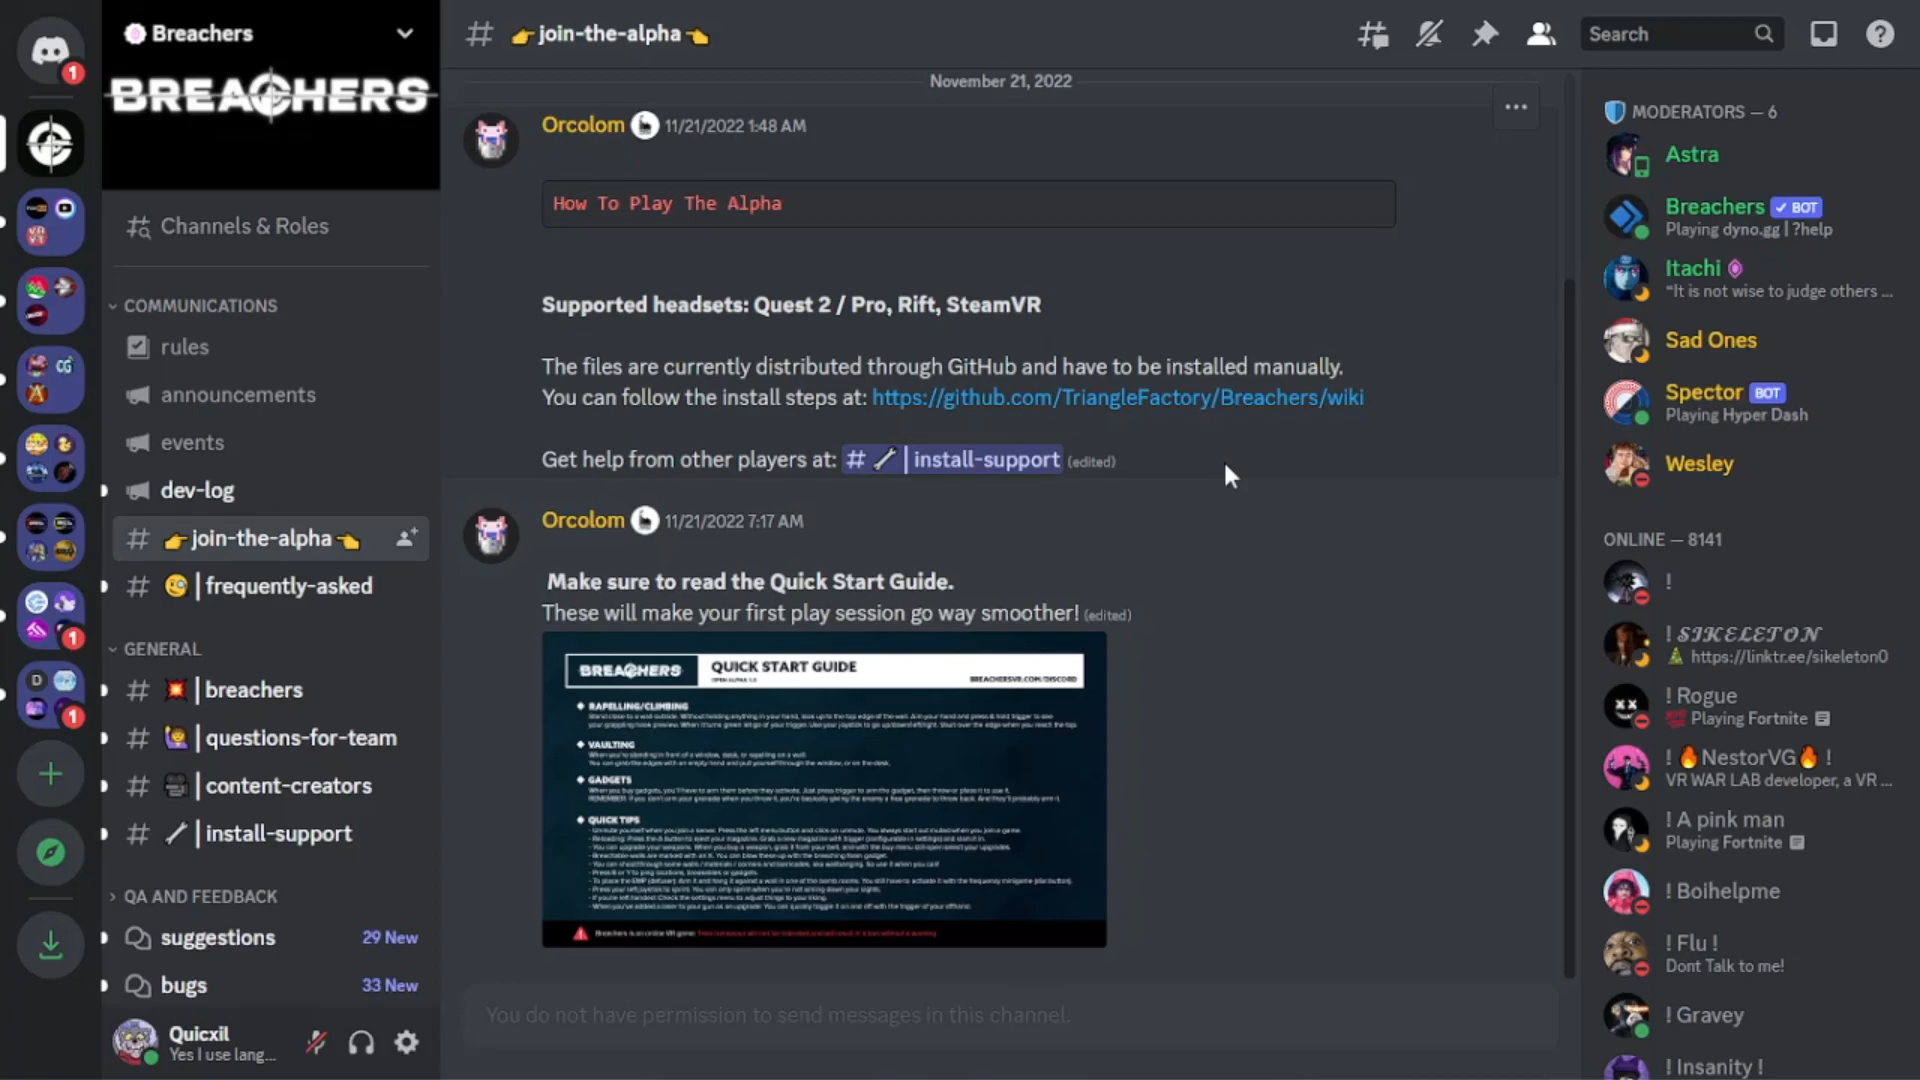 Breachers
BREACHERS
Channels & Roles
COMMUNICATIONS
rules
announcements
events
dev-log
👉join-the-alpha👈
🧐|frequently-asked
GENERAL
💥|breachers
🙋|questions-for-team
🎥|content-creators
🔧|install-support
QA AND FEEDBACK
suggestions 29 New
bugs 33 New
Quicxil
Yes I use lang...
# 👉join-the-alpha👈
Search
November 21, 2022
Orcolom 11/21/2022 1:48 AM
How To Play The Alpha
Supported headsets: Quest 2 / Pro, Rift, SteamVR
The files are currently distributed through GitHub and have to be installed manually.
You can follow the install steps at: https://github.com/TriangleFactory/Breachers/wiki
Get help from other players at: # 🔧|install-support (edited)
Orcolom 11/21/2022 7:17 AM
Make sure to read the Quick Start Guide.
These will make your first play session go way smoother! (edited)
BREACHERS QUICK START GUIDE
OPEN ALPHA 1.0 BREACHERSVR.COM/DISCORD
RAPELLING/CLIMBING
VAULTING
GADGETS
QUICK TIPS
You do not have permission to send messages in this channel.
MODERATORS — 6
Astra
Breachers ✓ BOT
Playing dyno.gg | ?help
Itachi
“It is not wise to judge others ...
Sad Ones
Spector BOT
Playing Hyper Dash
Wesley
ONLINE — 8141
!
! 𝓢𝓘𝓚𝓔𝓛𝓔𝓣𝓞𝓝
🎄 https://linktr.ee/sikeleton0
! Rogue
💯 Playing Fortnite
! 🔥NestorVG🔥 !
VR WAR LAB developer, a VR ...
! A pink man
Playing Fortnite
! Boihelpme
! Flu !
Dont Talk to me!
! Gravey
! Insanity !